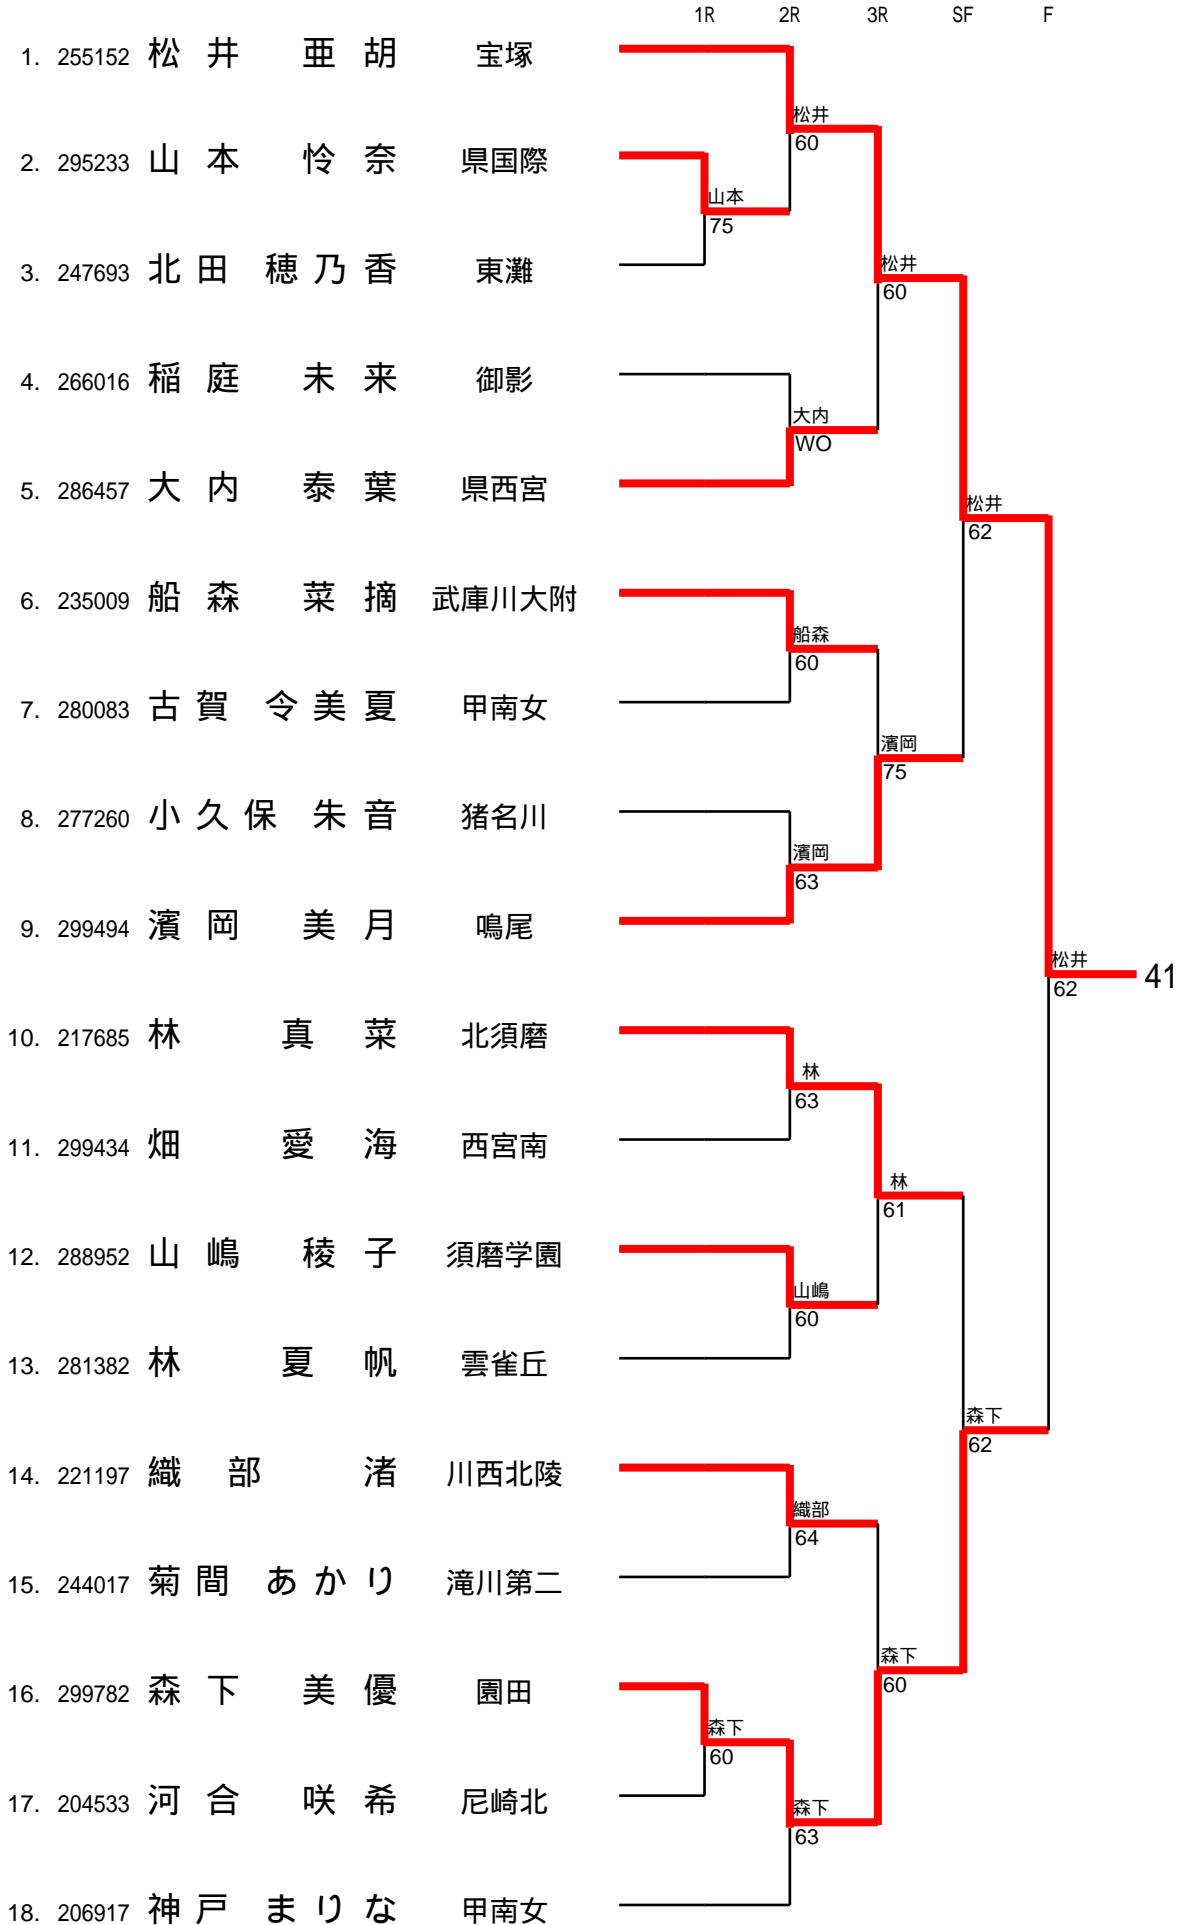 1R 2R 3R SF F
1. 255152 松井 亜胡 宝塚
松井
60
2. 295233 山本 怜奈 県国際
山本
75
3. 247693 北田 穂乃香 東灘
松井
60
4. 266016 稲庭 未来 御影
大内
WO
5. 286457 大内 泰葉 県西宮
松井
62
6. 235009 船森 菜摘 武庫川大附
船森
60
7. 280083 古賀 令美夏 甲南女
濱岡
75
8. 277260 小久保 朱音 猪名川
濱岡
63
9. 299494 濱岡 美月 鳴尾
松井
62
41
10. 217685 林 真菜 北須磨
林
63
11. 299434 畑 愛海 西宮南
林
61
12. 288952 山嶋 稜子 須磨学園
山嶋
60
13. 281382 林 夏帆 雲雀丘
森下
62
14. 221197 織部 渚 川西北陵
織部
64
15. 244017 菊間 あかり 滝川第二
森下
60
16. 299782 森下 美優 園田
森下
60
17. 204533 河合 咲希 尼崎北
森下
63
18. 206917 神戸 まりな 甲南女